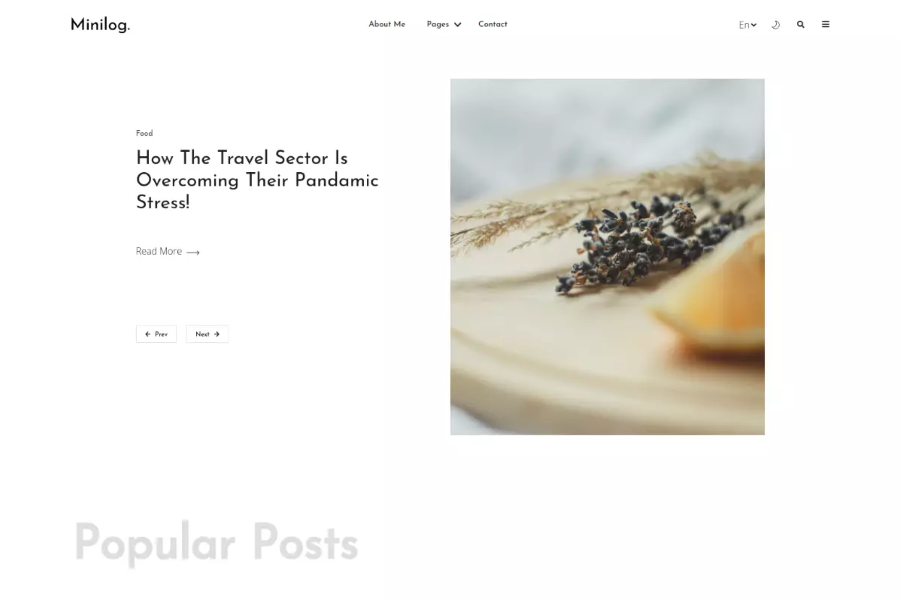 Minilog.
About Me
Pages
Contact
En
Food
How The Travel Sector Is
Overcoming Their Pandamic
Stress!
Read More
Prev
Next
Popular Posts